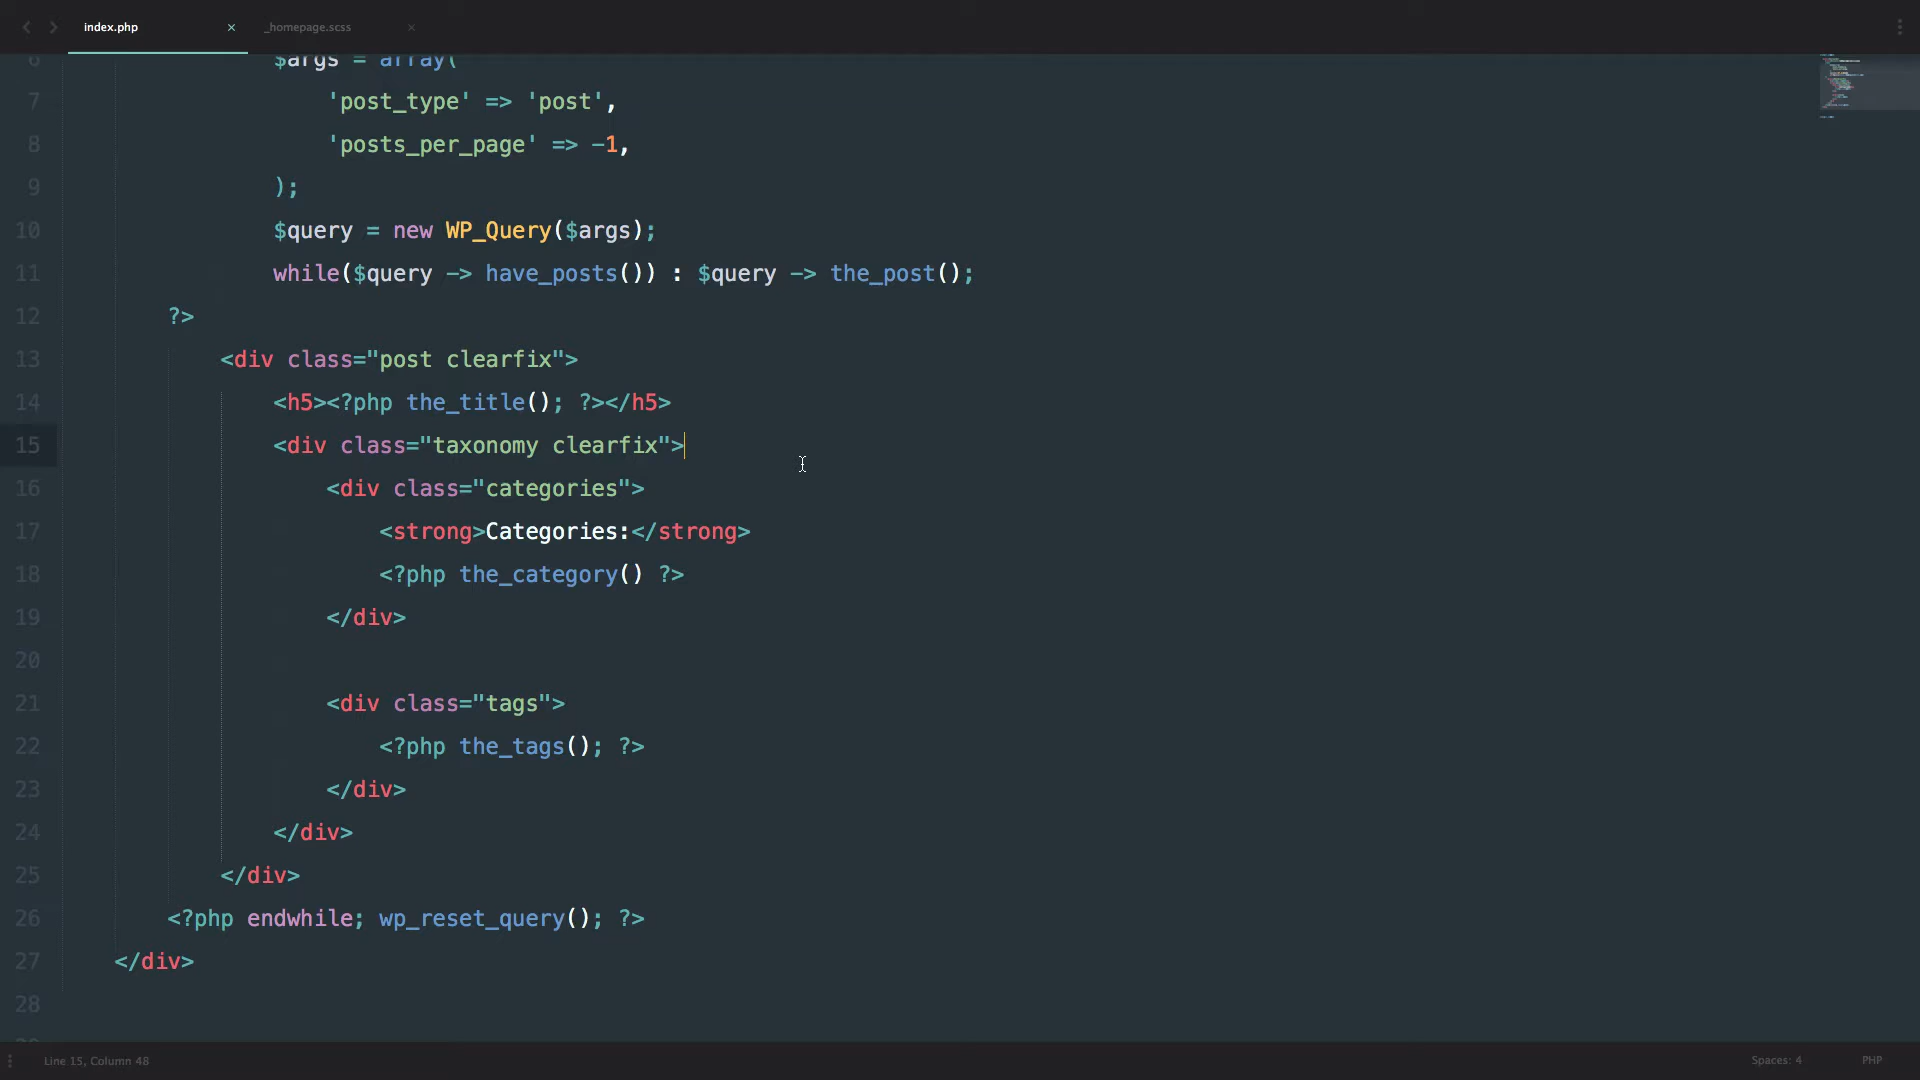 index.php × _homepage.scss ×
6 $args = array(
7 'post_type' => 'post',
8 'posts_per_page' => -1,
9 );
10 $query = new WP_Query($args);
11 while($query -> have_posts()) : $query -> the_post();
12 ?>
13 <div class="post clearfix">
14 <h5><?php the_title(); ?></h5>
15 <div class="taxonomy clearfix">
16 <div class="categories">
17 <strong>Categories:</strong>
18 <?php the_category() ?>
19 </div>
20
21 <div class="tags">
22 <?php the_tags(); ?>
23 </div>
24 </div>
25 </div>
26 <?php endwhile; wp_reset_query(); ?>
27 </div>
28
Line 15, Column 48 Spaces: 4 PHP